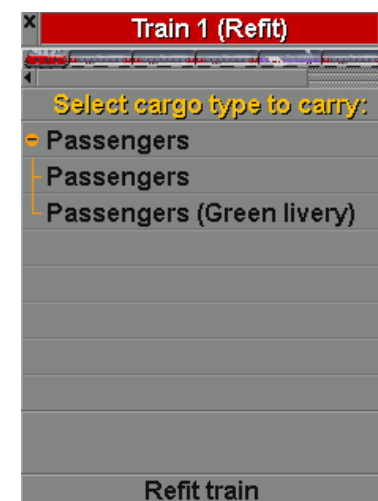 Train 1 (Refit)
Select cargo type to carry:
Passengers
Passengers
Passengers (Green livery)
Refit train